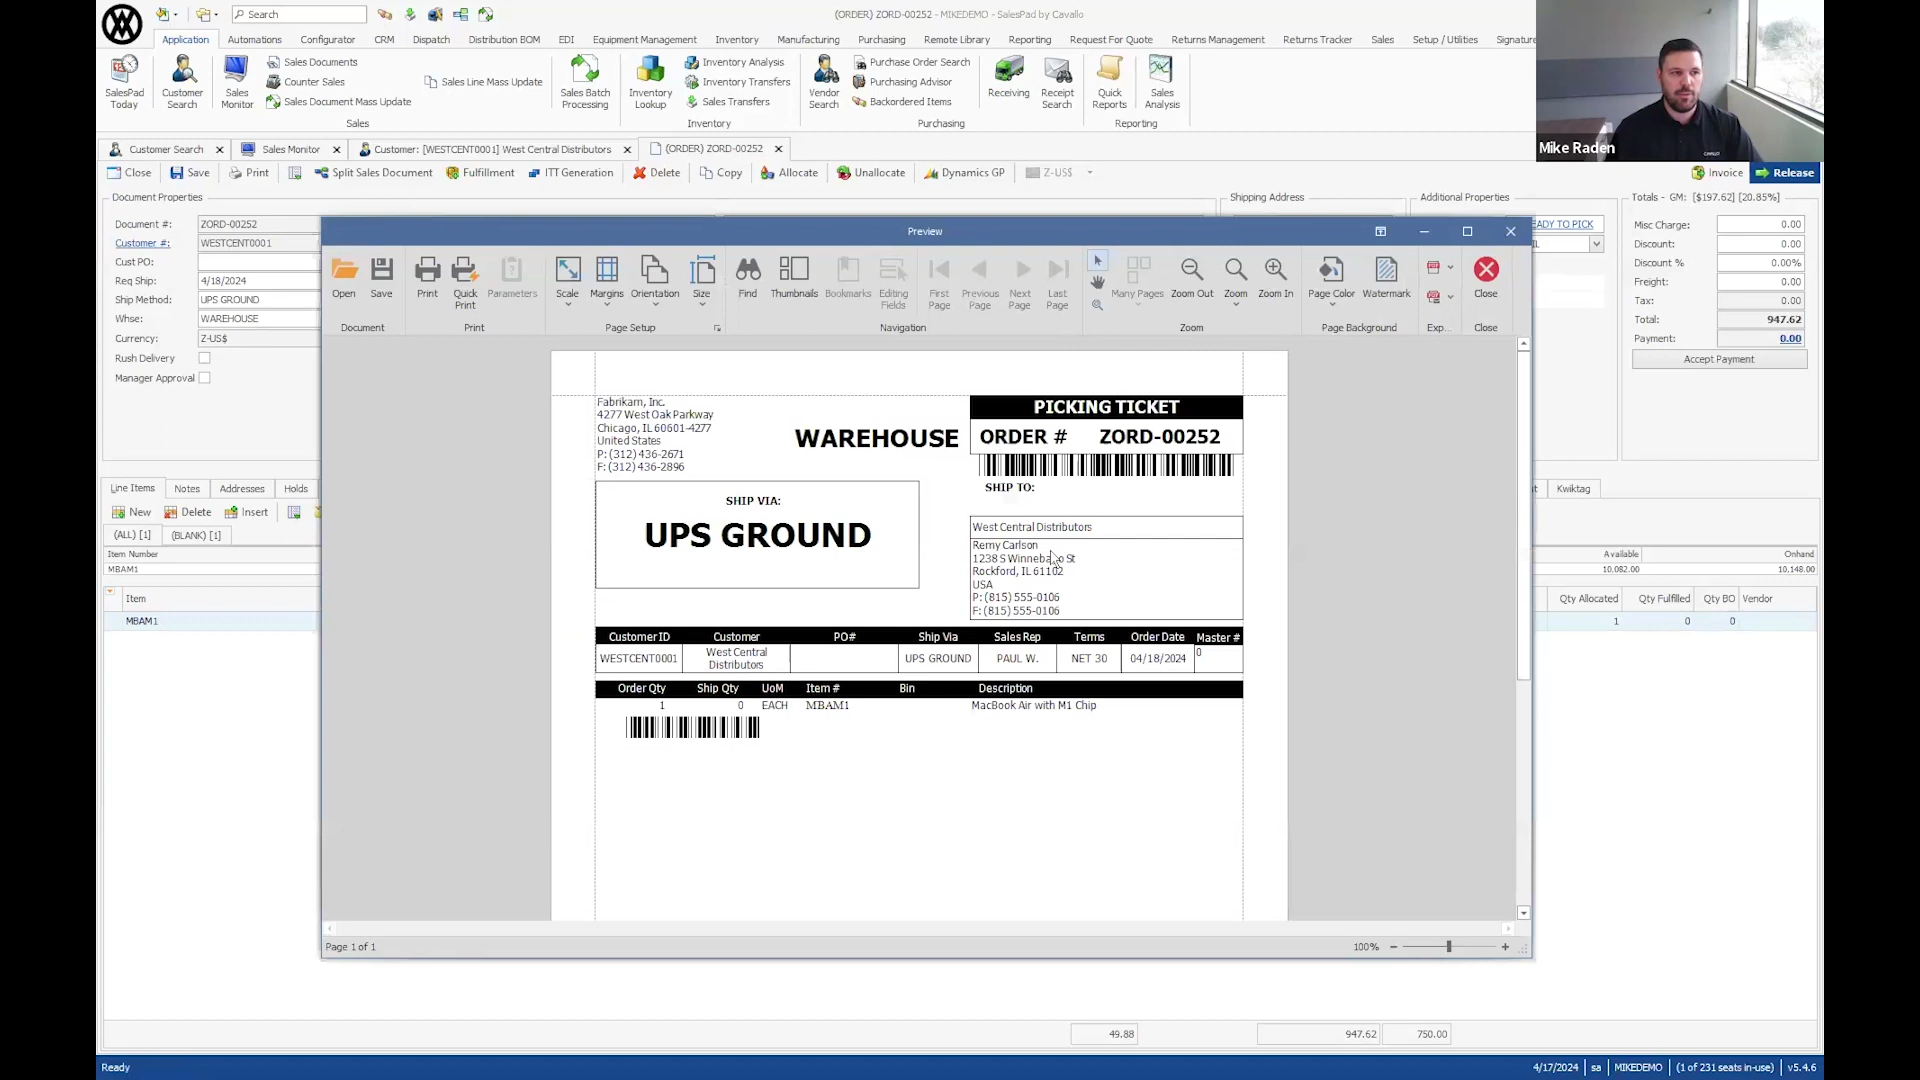 Search
(ORDER) ZORD-00252 - MIKEDEMO - SalesPad by Cavallo
Application Automations Configurator CRM Dispatch Distribution BOM EDI Equipment Management Inventory Manufacturing Purchasing Remote Library Reporting Request For Quote Returns Management Returns Tracker Sales Setup / Utilities Signature
SalesPad Today
Customer Search
Sales Monitor
Sales Documents
Counter Sales
Sales Document Mass Update
Sales Line Mass Update
Sales Batch Processing
Inventory Lookup
Inventory Analysis
Inventory Transfers
Sales Transfers
Vendor Search
Purchase Order Search
Purchasing Advisor
Backordered Items
Receiving
Receipt Search
Quick Reports
Sales Analysis
Sales Inventory Purchasing Reporting
Mike Raden
Customer Search Sales Monitor Customer: [WESTCENT0001] West Central Distributors (ORDER) ZORD-00252
Close Save Print Split Sales Document Fulfillment ITT Generation Delete Copy Allocate Unallocate Dynamics GP Z-US$ Invoice Release
Document Properties Shipping Address Additional Properties Totals - GM: [$197.62] [20.85%]
Document #: ZORD-00252
Customer #: WESTCENT0001
Cust PO:
Req Ship: 4/18/2024
Ship Method: UPS GROUND
Whse: WAREHOUSE
Currency: Z-US$
Rush Delivery
Manager Approval
EADY TO PICK
IL
Misc Charge: 0.00
Discount: 0.00
Discount % 0.00%
Freight: 0.00
Tax: 0.00
Total: 947.62
Payment: 0.00
Accept Payment
Preview
Open Save Print Quick Print Parameters Scale Margins Orientation Size Find Thumbnails Bookmarks Editing Fields First Page Previous Page Next Page Last Page Many Pages Zoom Out Zoom Zoom In Page Color Watermark Close
Document Print Page Setup Navigation Zoom Page Background Exp... Close
Fabrikam, Inc.
4277 West Oak Parkway
Chicago, IL 60601-4277
United States
P: (312) 436-2671
F: (312) 436-2896
WAREHOUSE
PICKING TICKET
ORDER # ZORD-00252
SHIP VIA:
UPS GROUND
SHIP TO:
West Central Distributors
Remy Carlson
1238 S Winnebago St
Rockford, IL 61102
USA
P: (815) 555-0106
F: (815) 555-0106
Customer ID Customer PO# Ship Via Sales Rep Terms Order Date Master #
WESTCENT0001 West Central Distributors UPS GROUND PAUL W. NET 30 04/18/2024 0
Order Qty Ship Qty UoM Item # Bin Description
1 0 EACH MBAM1 MacBook Air with M1 Chip
Page 1 of 1
100%
Line Items Notes Addresses Holds
Kwiktag
New Delete Insert
(ALL) [1] (BLANK) [1]
Item Number Available Onhand
MBAM1 10,082.00 10,148.00
Item Qty Allocated Qty Fulfilled Qty BO Vendor
MBAM1 1 0 0
49.88 947.62 750.00
Ready
4/17/2024 sa MIKEDEMO (1 of 231 seats in-use) v5.4.6